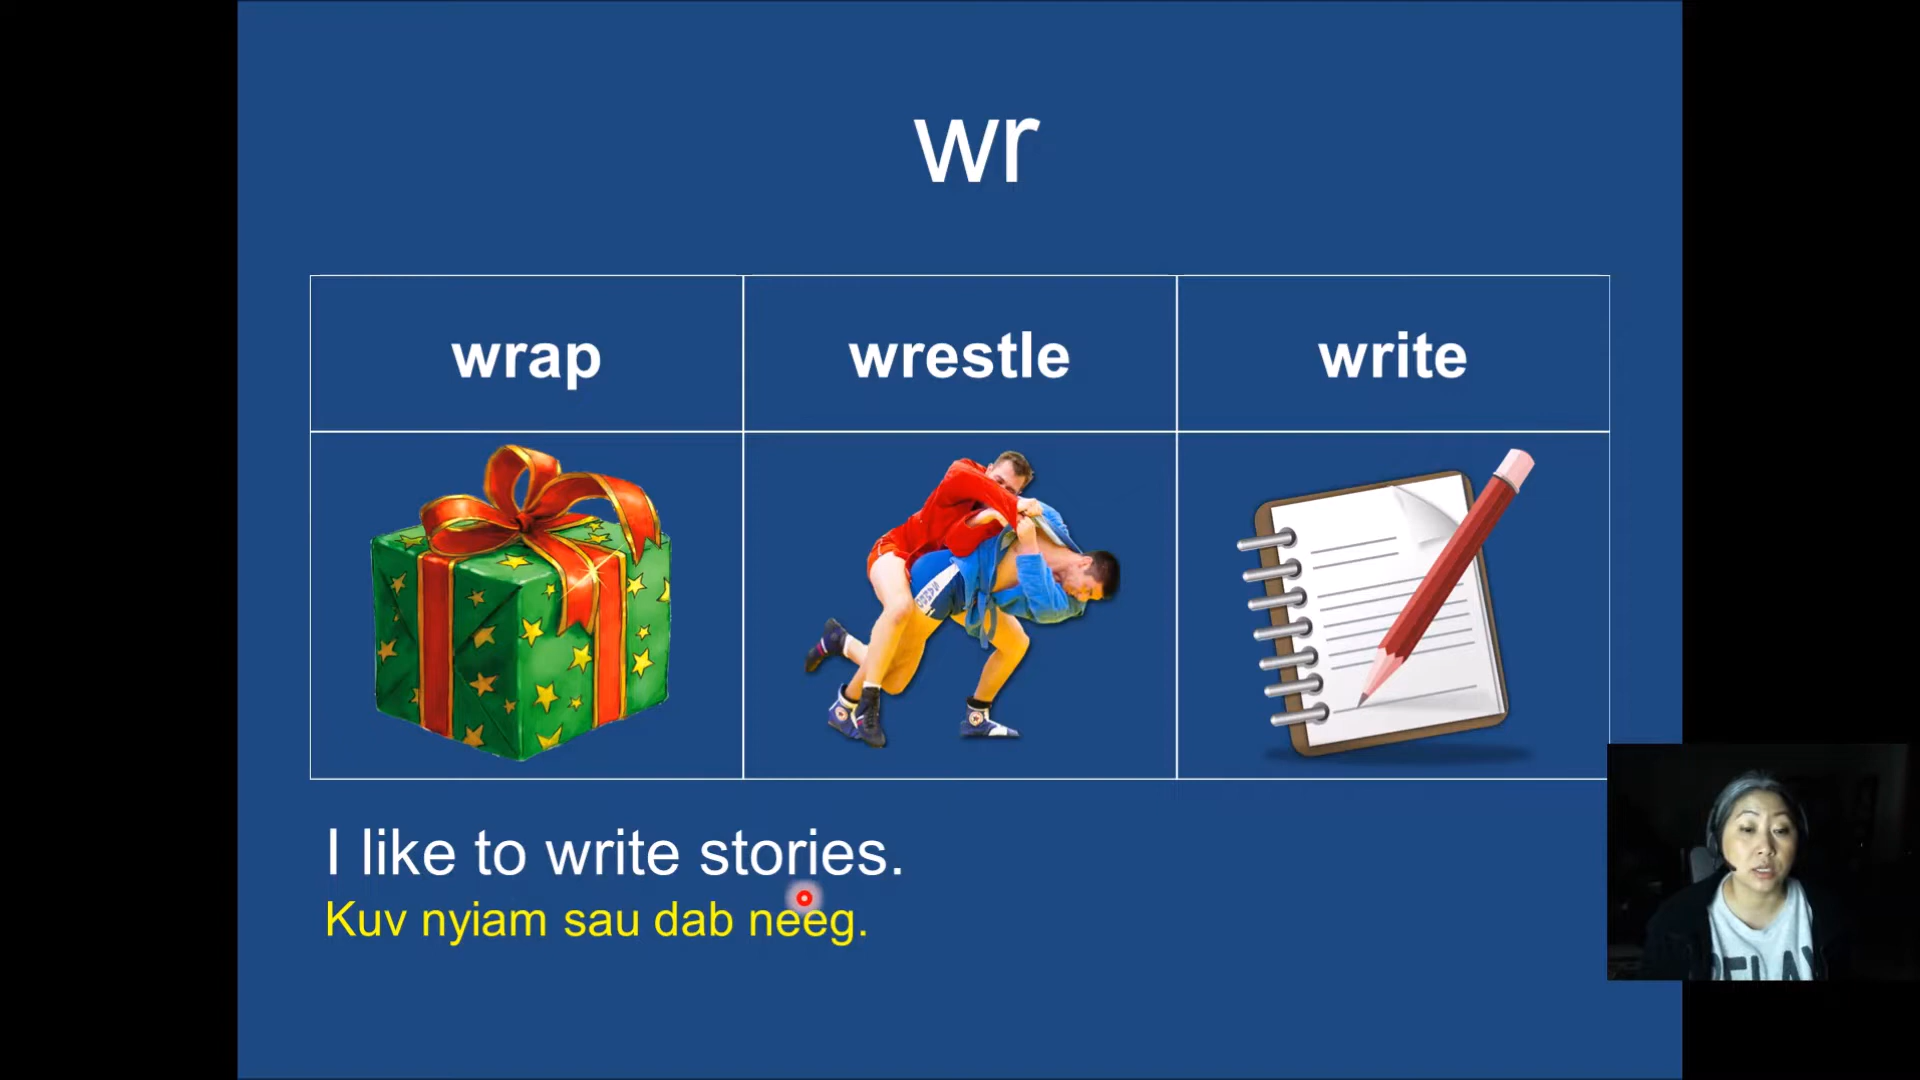 wr
wrap
wrestle
write
I like to write stories.
Kuv nyiam sau dab neeg.